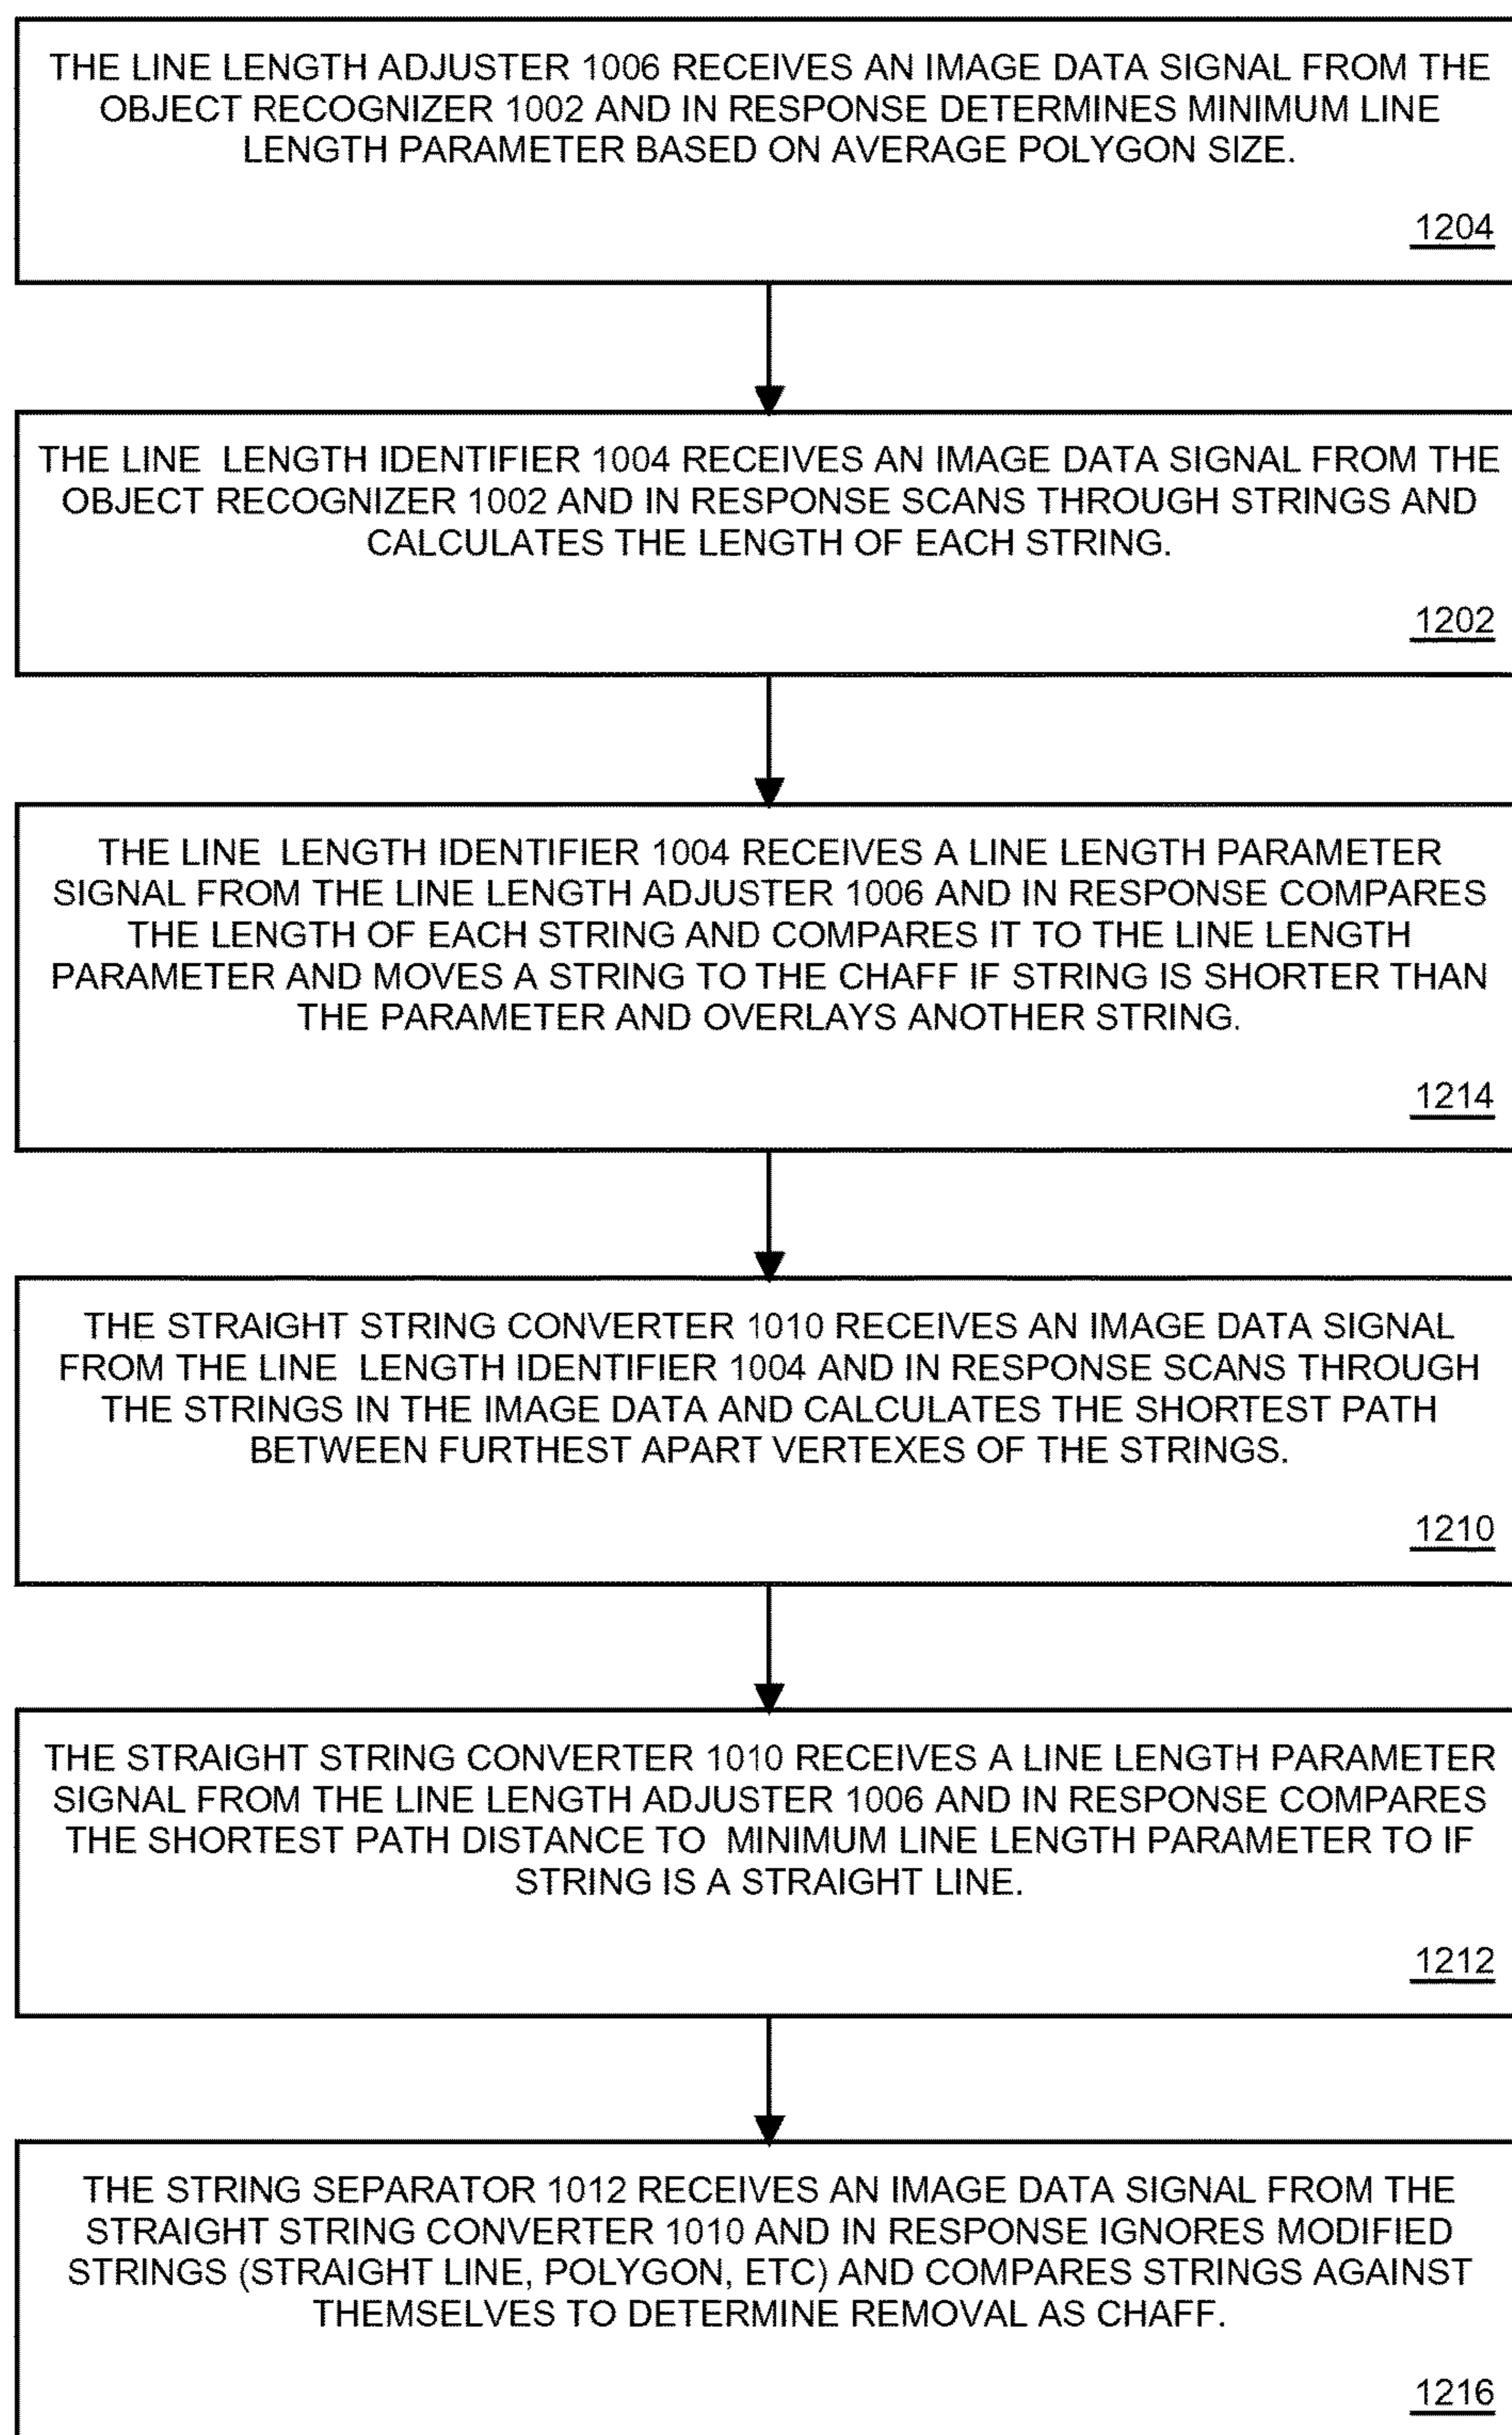 THE LINE LENGTH ADJUSTER 1006 RECEIVES AN IMAGE DATA SIGNAL FROM THE
OBJECT RECOGNIZER 1002 AND IN RESPONSE DETERMINES MINIMUM LINE
LENGTH PARAMETER BASED ON AVERAGE POLYGON SIZE.
1204
THE LINE LENGTH IDENTIFIER 1004 RECEIVES AN IMAGE DATA SIGNAL FROM THE
OBJECT RECOGNIZER 1002 AND IN RESPONSE SCANS THROUGH STRINGS AND
CALCULATES THE LENGTH OF EACH STRING.
1202
THE LINE LENGTH IDENTIFIER 1004 RECEIVES A LINE LENGTH PARAMETER
SIGNAL FROM THE LINE LENGTH ADJUSTER 1006 AND IN RESPONSE COMPARES
THE LENGTH OF EACH STRING AND COMPARES IT TO THE LINE LENGTH
PARAMETER AND MOVES A STRING TO THE CHAFF IF STRING IS SHORTER THAN
THE PARAMETER AND OVERLAYS ANOTHER STRING.
1214
THE STRAIGHT STRING CONVERTER 1010 RECEIVES AN IMAGE DATA SIGNAL
FROM THE LINE LENGTH IDENTIFIER 1004 AND IN RESPONSE SCANS THROUGH
THE STRINGS IN THE IMAGE DATA AND CALCULATES THE SHORTEST PATH
BETWEEN FURTHEST APART VERTEXES OF THE STRINGS.
1210
THE STRAIGHT STRING CONVERTER 1010 RECEIVES A LINE LENGTH PARAMETER
SIGNAL FROM THE LINE LENGTH ADJUSTER 1006 AND IN RESPONSE COMPARES
THE SHORTEST PATH DISTANCE TO MINIMUM LINE LENGTH PARAMETER TO IF
STRING IS A STRAIGHT LINE.
1212
THE STRING SEPARATOR 1012 RECEIVES AN IMAGE DATA SIGNAL FROM THE
STRAIGHT STRING CONVERTER 1010 AND IN RESPONSE IGNORES MODIFIED
STRINGS (STRAIGHT LINE, POLYGON, ETC) AND COMPARES STRINGS AGAINST
THEMSELVES TO DETERMINE REMOVAL AS CHAFF.
1216